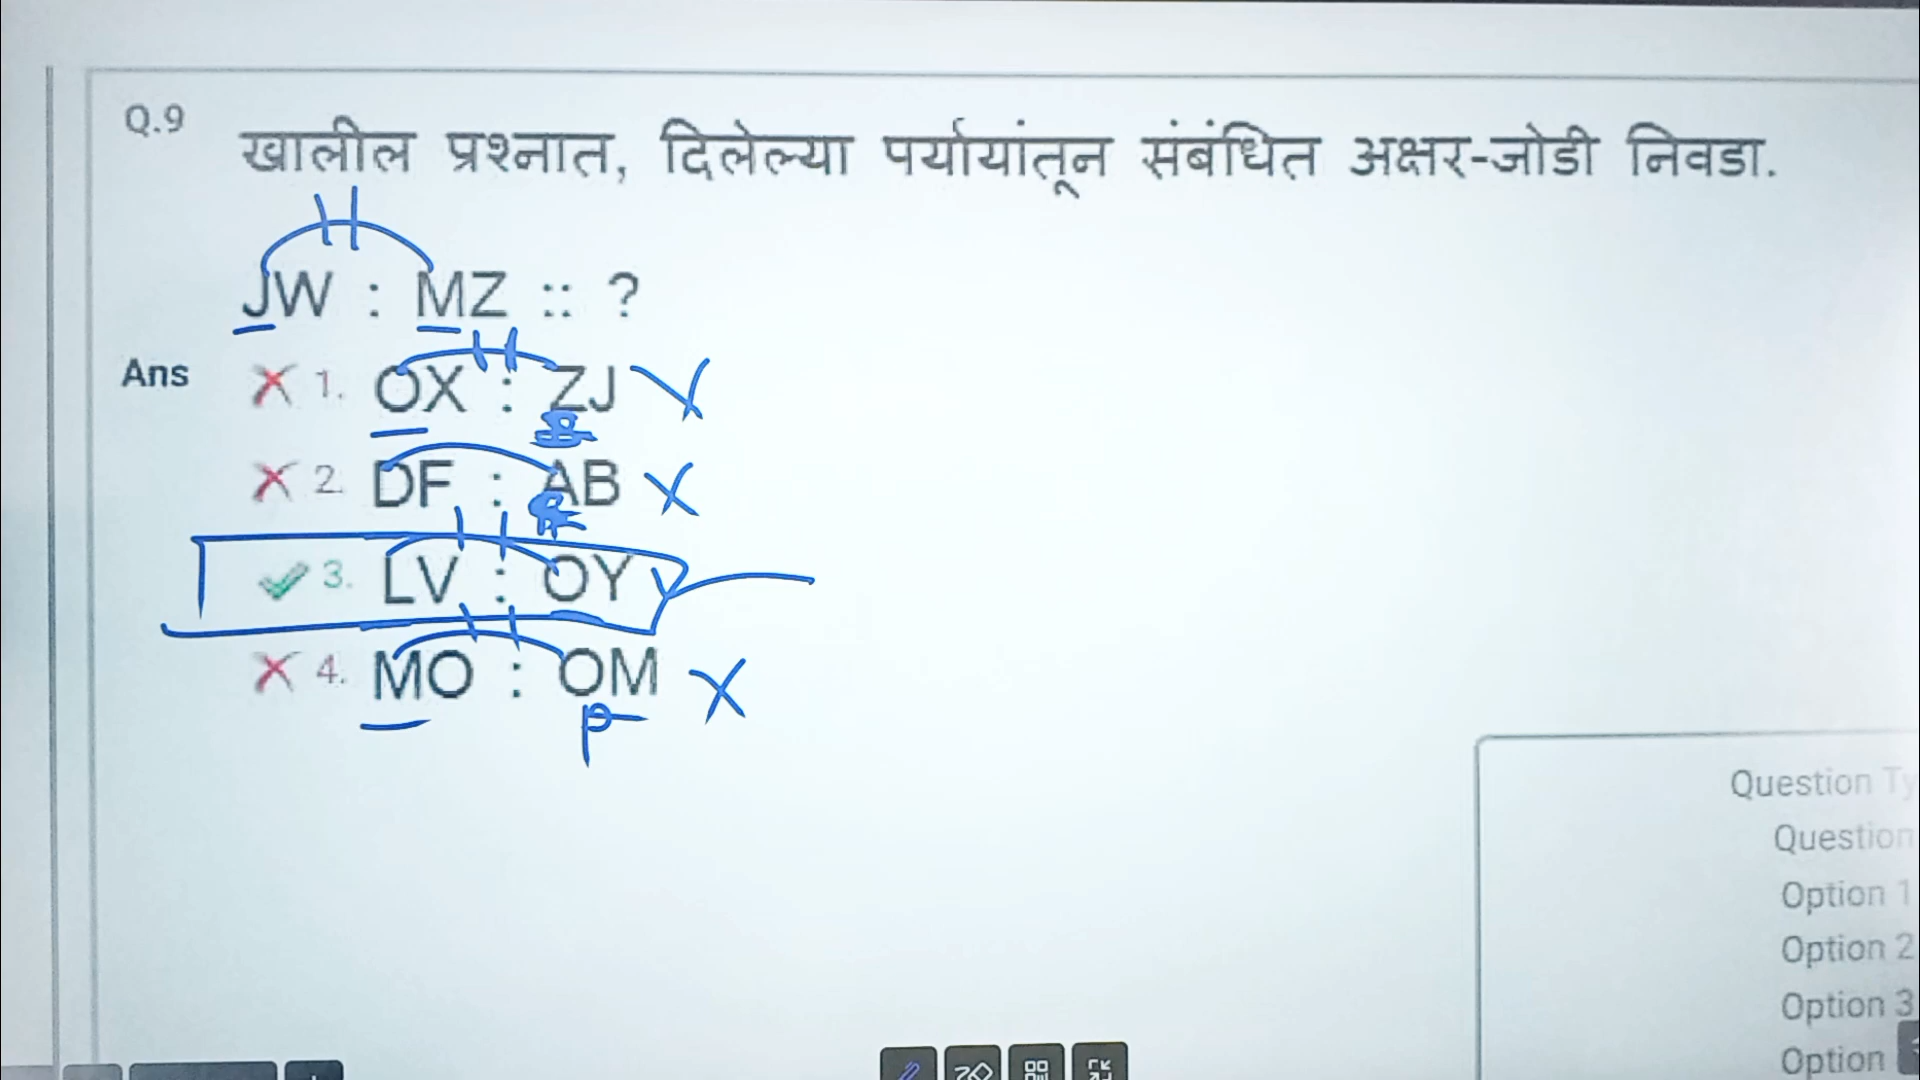 Q.9
खालील प्रश्नात, दिलेल्या पर्यायांतून संबंधित अक्षर-जोडी निवडा.
JW : MZ :: ?
Ans
1. OX : ZJ
2. DF : AB
3. LV : OY
4. MO : OM
P
Question Ty
Question
Option 1
Option 2
Option 3
Option